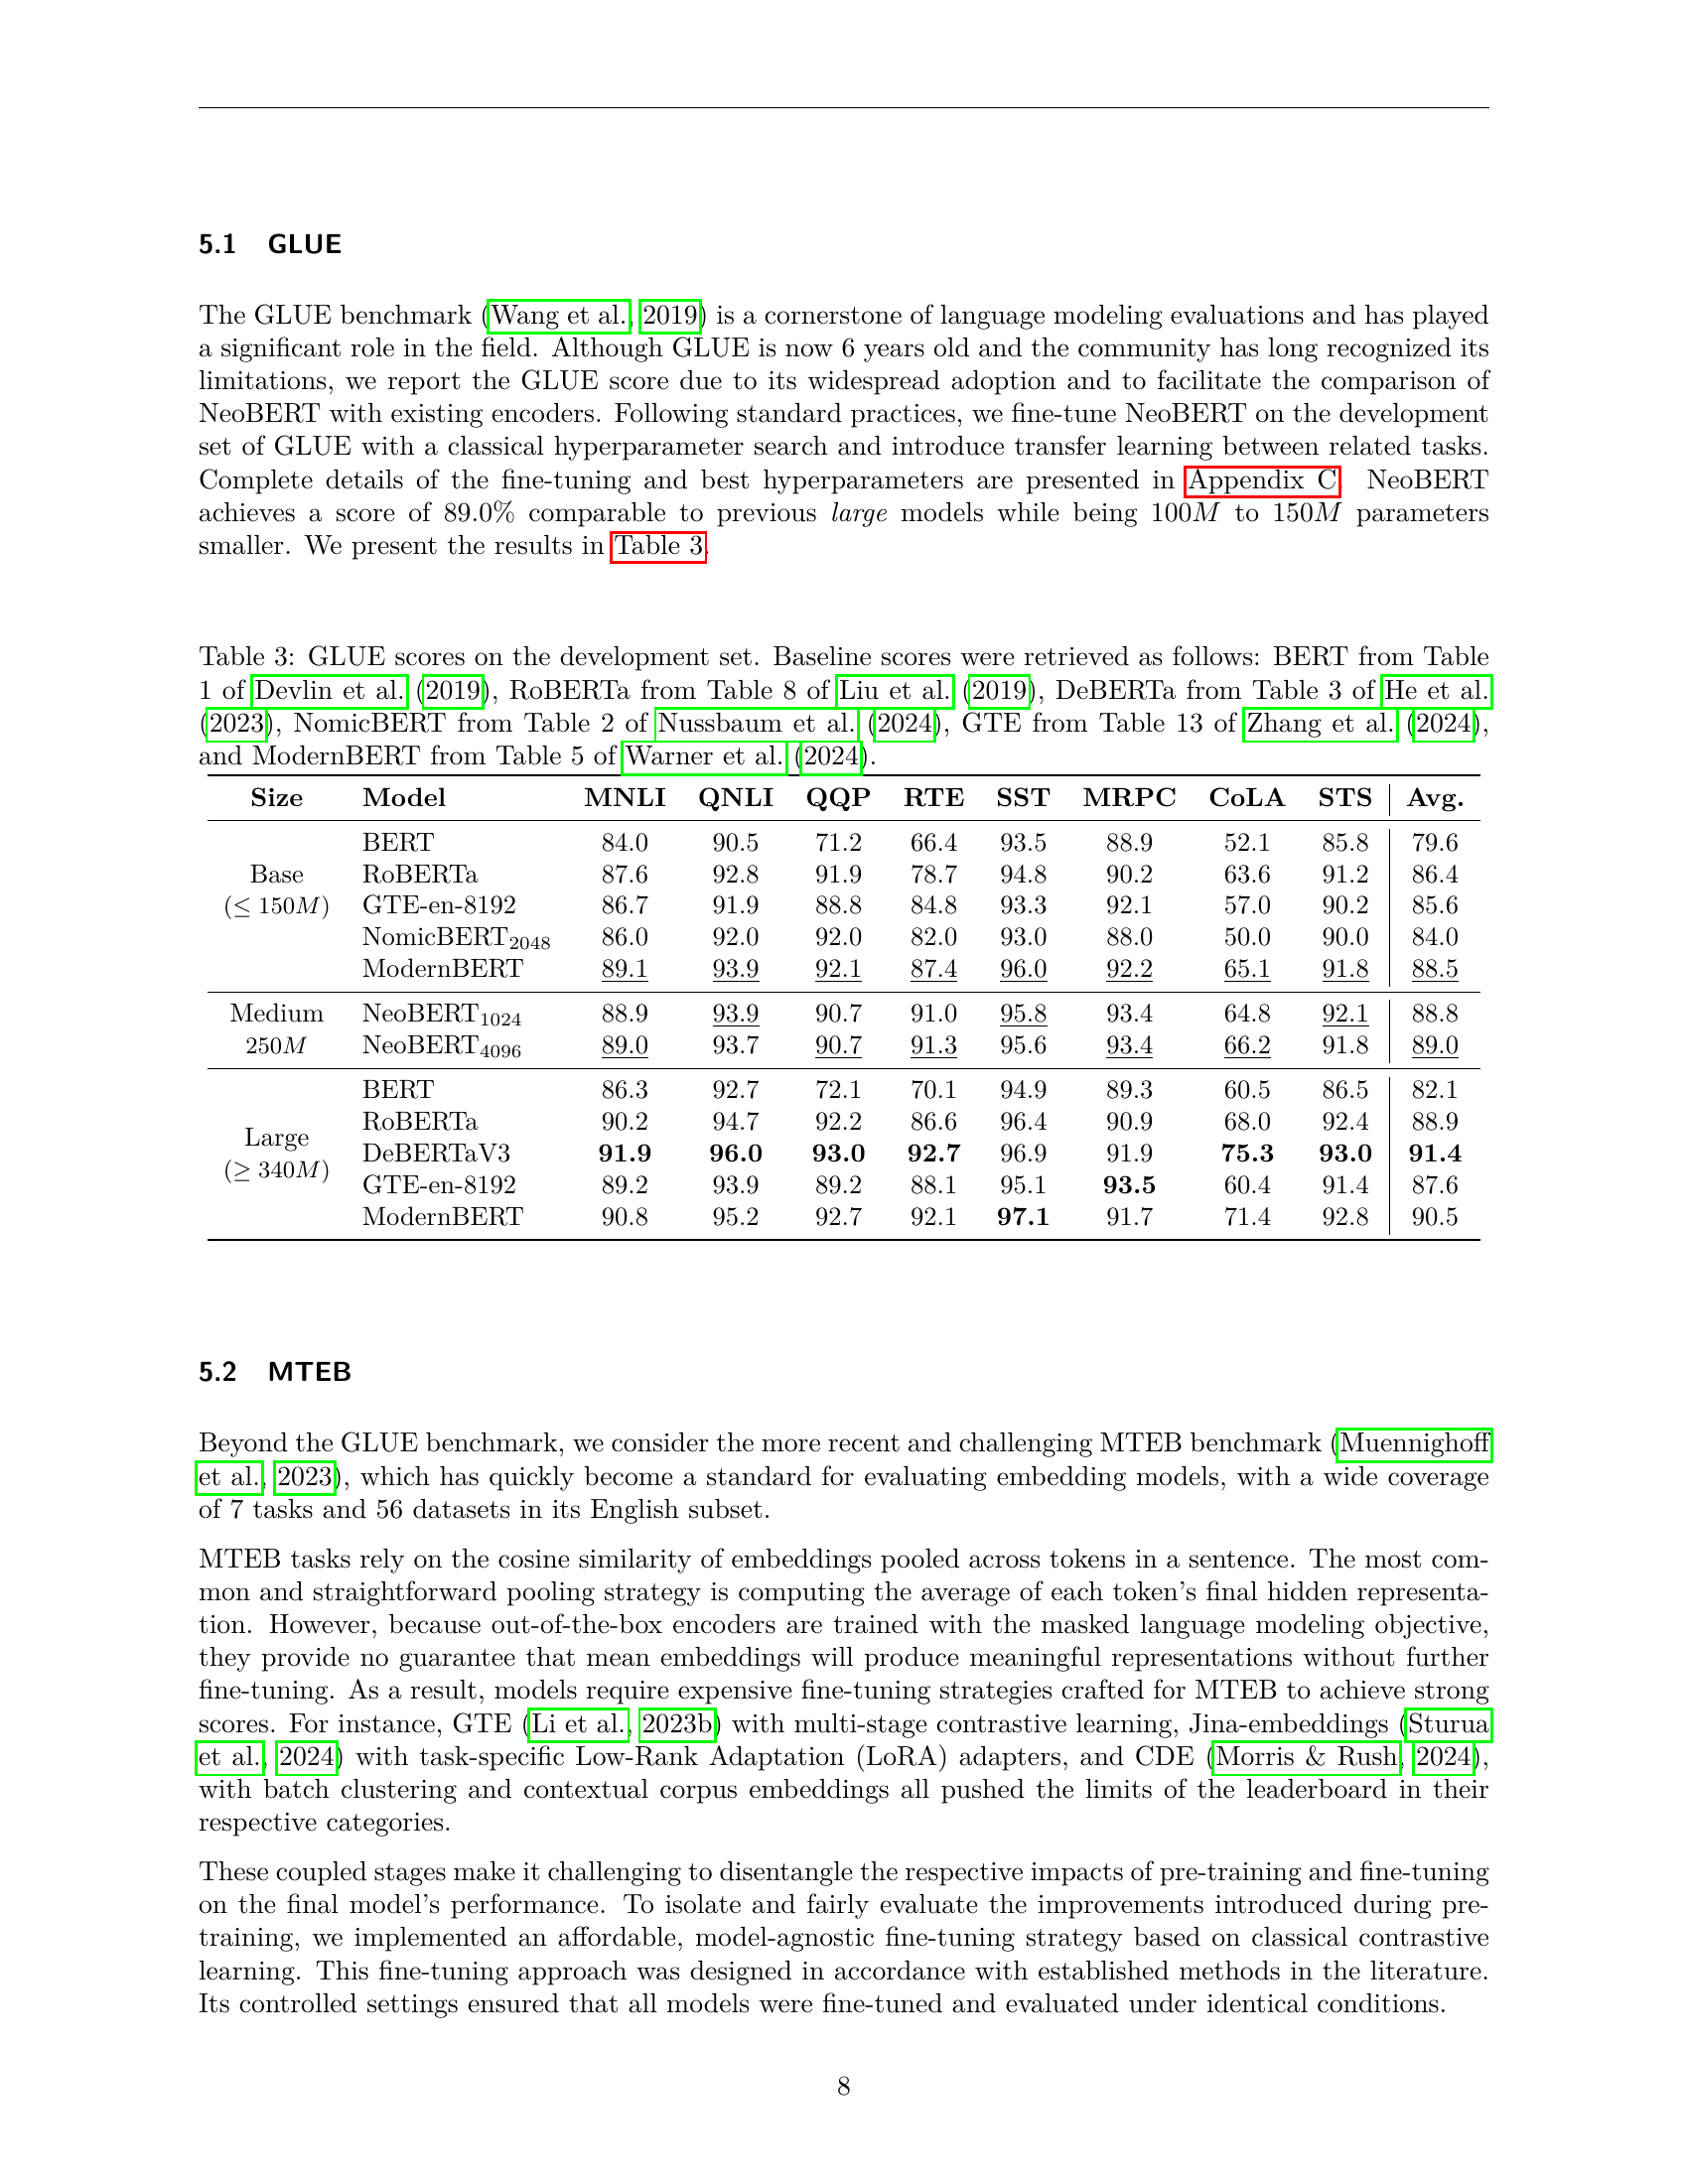 5.1 GLUE
The GLUE benchmark (Wang et al., 2019) is a cornerstone of language modeling evaluations and has played
a significant role in the field. Although GLUE is now 6 years old and the community has long recognized its
limitations, we report the GLUE score due to its widespread adoption and to facilitate the comparison of
NeoBERT with existing encoders. Following standard practices, we fine-tune NeoBERT on the development
set of GLUE with a classical hyperparameter search and introduce transfer learning between related tasks.
Complete details of the fine-tuning and best hyperparameters are presented in Appendix C. NeoBERT
achieves a score of 89.0% comparable to previous large models while being 100M to 150M parameters
smaller. We present the results in Table 3.
Table 3: GLUE scores on the development set. Baseline scores were retrieved as follows: BERT from Table
1 of Devlin et al. (2019), RoBERTa from Table 8 of Liu et al. (2019), DeBERTa from Table 3 of He et al.
(2023), NomicBERT from Table 2 of Nussbaum et al. (2024), GTE from Table 13 of Zhang et al. (2024),
and ModernBERT from Table 5 of Warner et al. (2024).
Size Model MNLI QNLI QQP RTE SST MRPC CoLA STS Avg.
BERT 84.0 90.5 71.2 66.4 93.5 88.9 52.1 85.8 79.6
Base RoBERTa 87.6 92.8 91.9 78.7 94.8 90.2 63.6 91.2 86.4
(≤ 150M) GTE-en-8192 86.7 91.9 88.8 84.8 93.3 92.1 57.0 90.2 85.6
NomicBERT2048 86.0 92.0 92.0 82.0 93.0 88.0 50.0 90.0 84.0
ModernBERT 89.1 93.9 92.1 87.4 96.0 92.2 65.1 91.8 88.5
Medium NeoBERT1024 88.9 93.9 90.7 91.0 95.8 93.4 64.8 92.1 88.8
250M NeoBERT4096 89.0 93.7 90.7 91.3 95.6 93.4 66.2 91.8 89.0
BERT 86.3 92.7 72.1 70.1 94.9 89.3 60.5 86.5 82.1
RoBERTa 90.2 94.7 92.2 86.6 96.4 90.9 68.0 92.4 88.9
Large
DeBERTaV3 91.9 96.0 93.0 92.7 96.9 91.9 75.3 93.0 91.4
(≥ 340M)
GTE-en-8192 89.2 93.9 89.2 88.1 95.1 93.5 60.4 91.4 87.6
ModernBERT 90.8 95.2 92.7 92.1 97.1 91.7 71.4 92.8 90.5
5.2 MTEB
Beyond the GLUE benchmark, we consider the more recent and challenging MTEB benchmark (Muennighoff
et al., 2023), which has quickly become a standard for evaluating embedding models, with a wide coverage
of 7 tasks and 56 datasets in its English subset.
MTEB tasks rely on the cosine similarity of embeddings pooled across tokens in a sentence. The most com-
mon and straightforward pooling strategy is computing the average of each token's final hidden representa-
tion. However, because out-of-the-box encoders are trained with the masked language modeling objective,
they provide no guarantee that mean embeddings will produce meaningful representations without further
fine-tuning. As a result, models require expensive fine-tuning strategies crafted for MTEB to achieve strong
scores. For instance, GTE (Li et al., 2023b) with multi-stage contrastive learning, Jina-embeddings (Sturua
et al., 2024) with task-specific Low-Rank Adaptation (LoRA) adapters, and CDE (Morris & Rush, 2024),
with batch clustering and contextual corpus embeddings all pushed the limits of the leaderboard in their
respective categories.
These coupled stages make it challenging to disentangle the respective impacts of pre-training and fine-tuning
on the final model's performance. To isolate and fairly evaluate the improvements introduced during pre-
training, we implemented an affordable, model-agnostic fine-tuning strategy based on classical contrastive
learning. This fine-tuning approach was designed in accordance with established methods in the literature.
Its controlled settings ensured that all models were fine-tuned and evaluated under identical conditions.
8